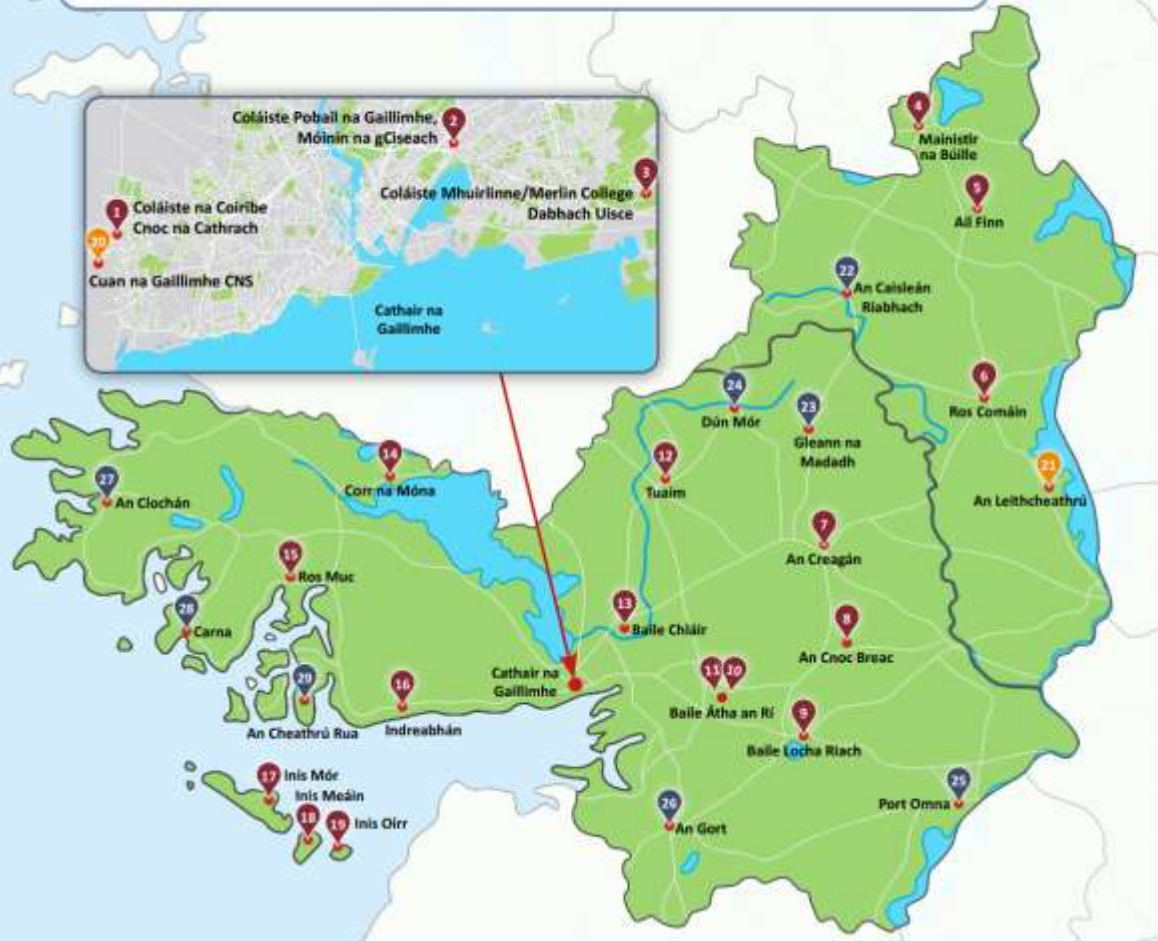 Coláiste Pobail na Gaillimhe,
Móinin na gCiseach
2
3
Coláiste Mhuirlinne/Merlin College
Dabhach Uisce
1
Coláiste na Coiribe
Cnoc na Cathrach
20
Cuan na Gaillimhe CNS
Cathair na
Gaillimhe
4
Mainistir
na Búille
5
Ail Finn
22
An Caisleán
Riabhach
6
Ros Comáin
24
Dún Mór
23
Gleann na
Madadh
21
An Leithcheathrú
14
Corr na Móna
12
Tuaim
27
An Clochán
7
An Creagán
15
Ros Muc
13
Baile Chláir
28
Carna
8
An Cnoc Breac
Cathair na
Gaillimhe
11
10
Baile Átha an Rí
29
An Cheathrú Rua
16
Indreabhán
9
Baile Locha Riach
17
Inis Mór
Inis Meáin
18
19
Inis Oirr
26
An Gort
25
Port Omna